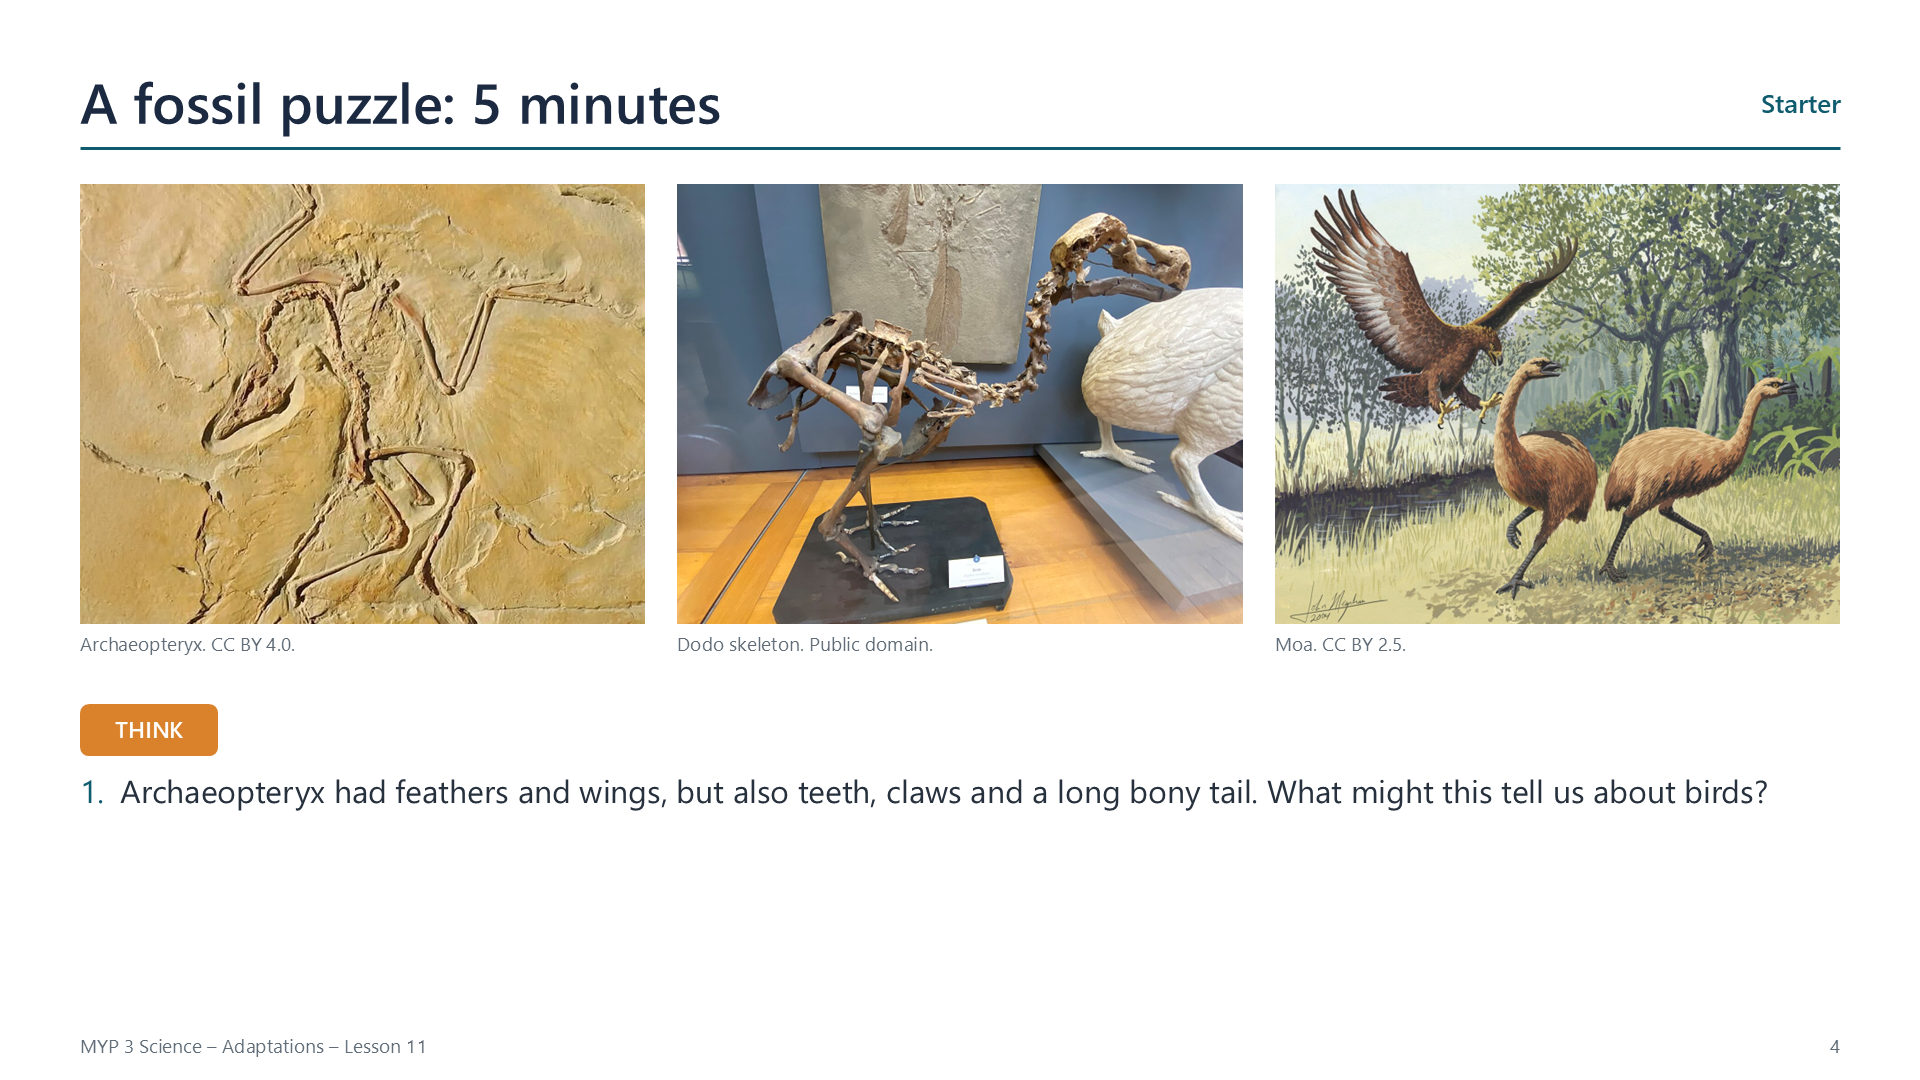 A fossil puzzle: 5 minutes
Starter
Archaeopteryx. CC BY 4.0.
Dodo skeleton. Public domain.
Moa. CC BY 2.5.
THINK
1. Archaeopteryx had feathers and wings, but also teeth, claws and a long bony tail. What might this tell us about birds?
MYP 3 Science – Adaptations – Lesson 11
4